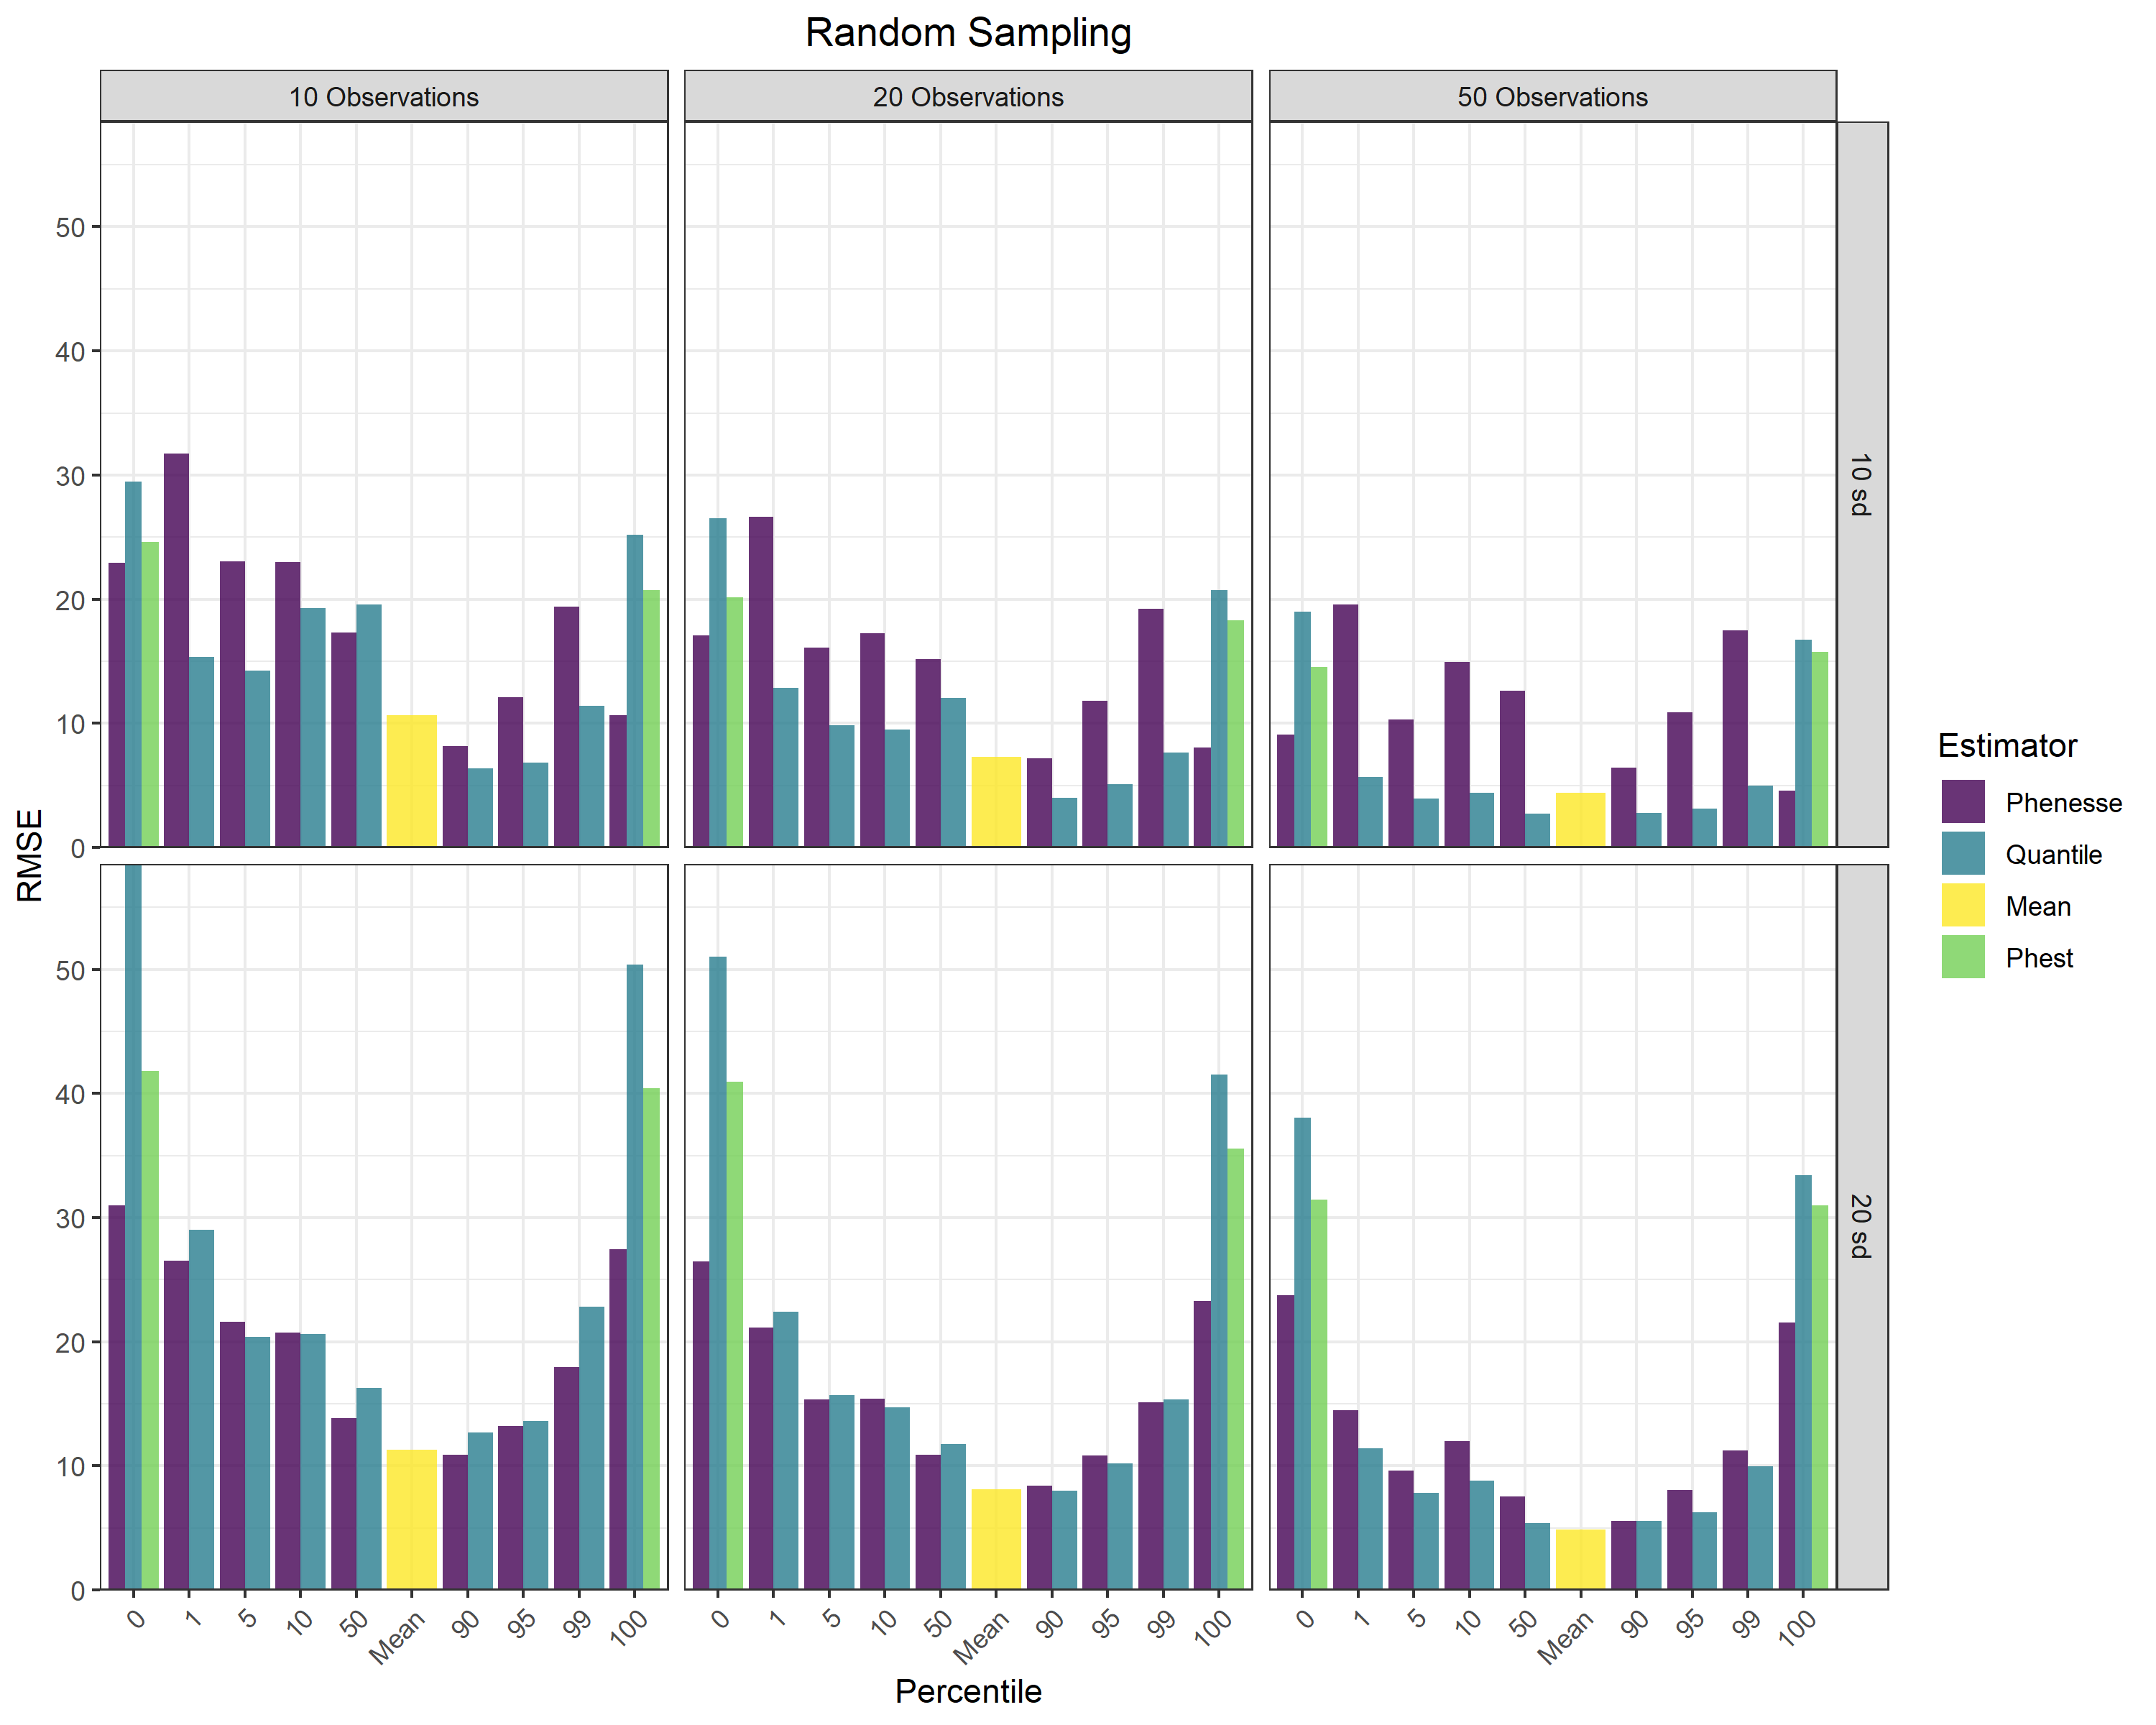 Random Sampling
10 Observations
20 Observations
50 Observations
10 sd
20 sd
RMSE
50
40
30
20
10
0
50
40
30
20
10
0
0 1 5 10 50 Mean 90 95 99 100
0 1 5 10 50 Mean 90 95 99 100
0 1 5 10 50 Mean 90 95 99 100
Percentile
Estimator
Phenesse
Quantile
Mean
Phest